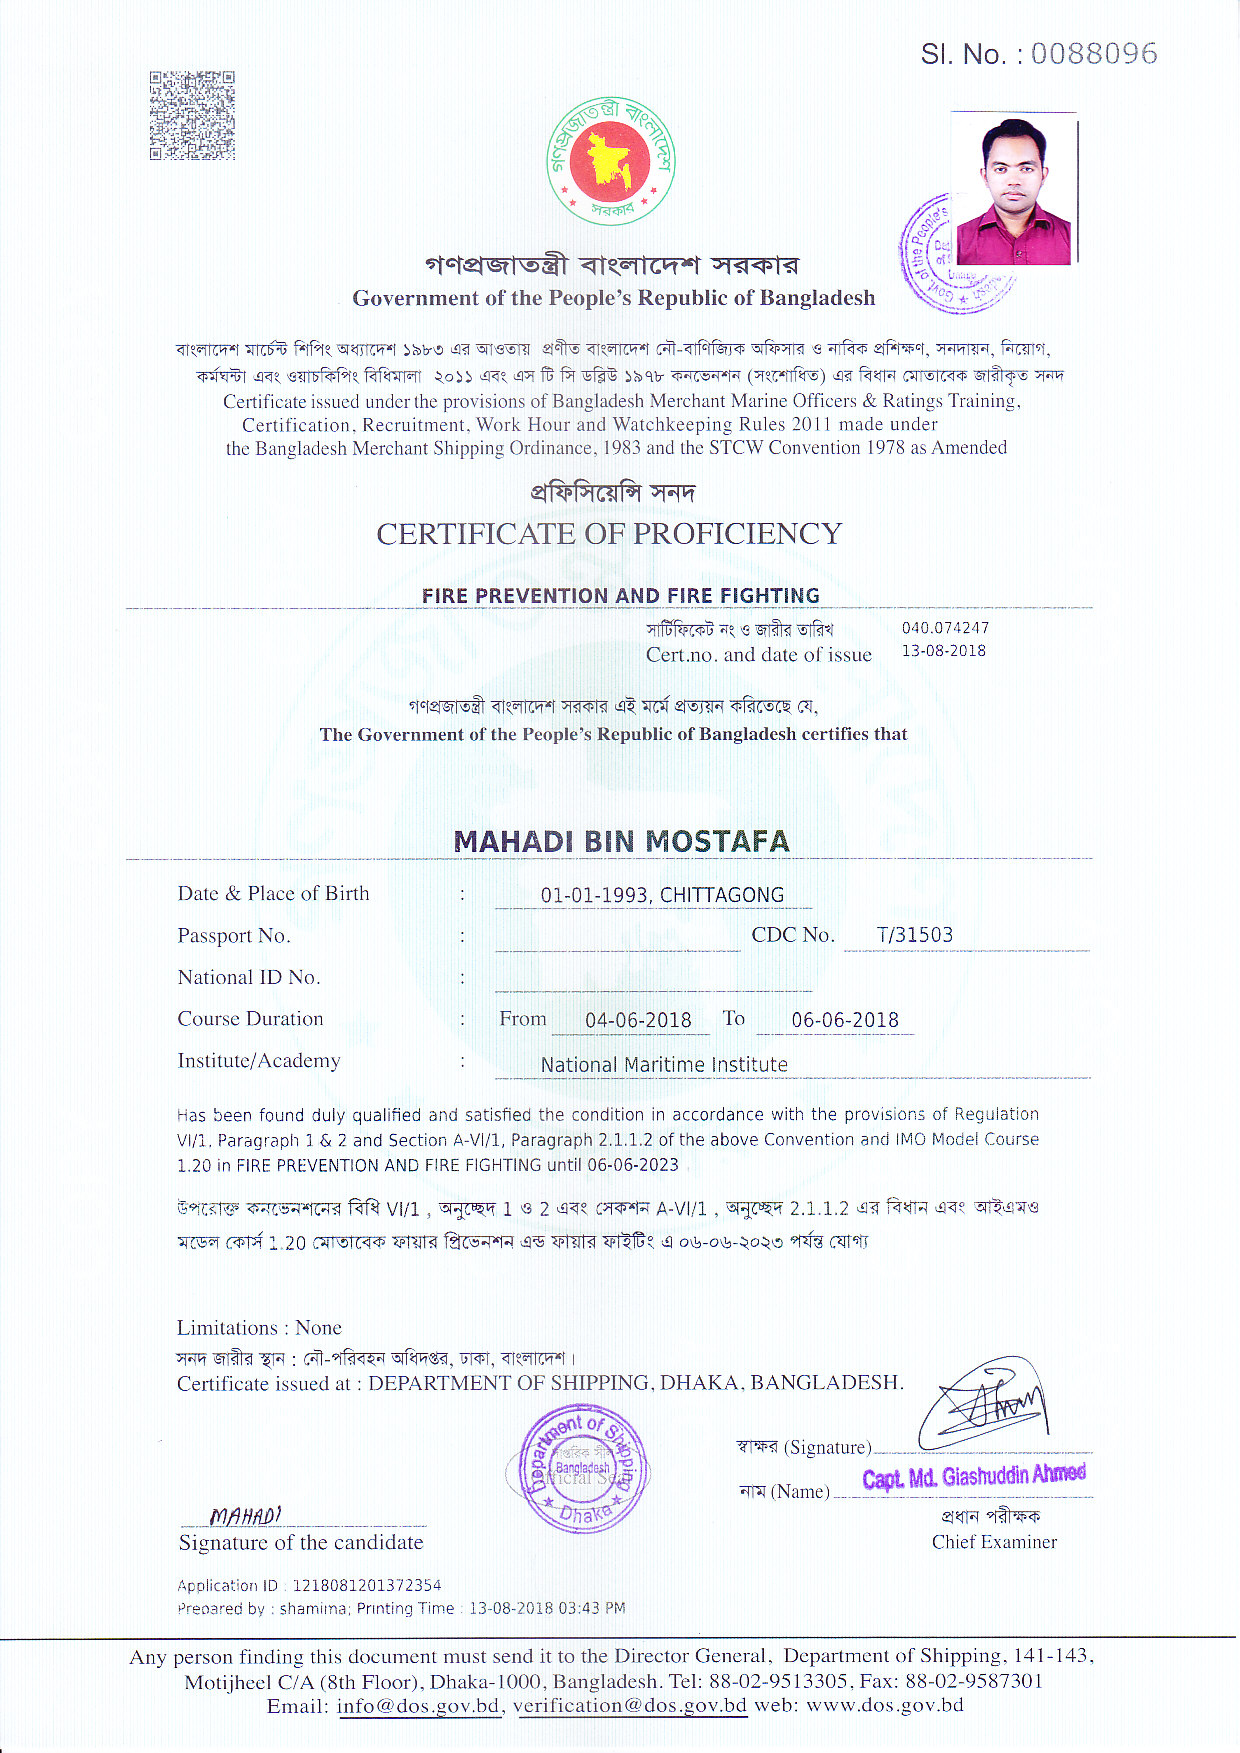 Sl. No. : 0088096
গণপ্রজাতন্ত্রী বাংলাদেশ
সরকার
গণপ্রজাতন্ত্রী বাংলাদেশ সরকার
Government of the People's Republic of Bangladesh
বাংলাদেশ মার্চেন্ট শিপিং অধ্যাদেশ ১৯৮৩ এর আওতায় প্রণীত বাংলাদেশ নৌ-বাণিজ্যিক অফিসার ও নাবিক প্রশিক্ষণ, সনদায়ন, নিয়োগ,
কর্মঘন্টা এবং ওয়াচকিপিং বিধিমালা ২০১১ এবং এস টি সি ডব্লিউ ১৯৭৮ কনভেনশন (সংশোধিত) এর বিধান মোতাবেক জারীকৃত সনদ
Certificate issued under the provisions of Bangladesh Merchant Marine Officers & Ratings Training,
Certification, Recruitment, Work Hour and Watchkeeping Rules 2011 made under
the Bangladesh Merchant Shipping Ordinance, 1983 and the STCW Convention 1978 as Amended
প্রফিসিয়েন্সি সনদ
CERTIFICATE OF PROFICIENCY
FIRE PREVENTION AND FIRE FIGHTING
সার্টিফিকেট নং ও জারীর তারিখ 040.074247
Cert.no. and date of issue 13-08-2018
গণপ্রজাতন্ত্রী বাংলাদেশ সরকার এই মর্মে প্রত্যয়ন করিতেছে যে,
The Government of the People's Republic of Bangladesh certifies that
MAHADI BIN MOSTAFA
Date & Place of Birth : 01-01-1993, CHITTAGONG
Passport No. : CDC No. T/31503
National ID No. :
Course Duration : From 04-06-2018 To 06-06-2018
Institute/Academy : National Maritime Institute
Has been found duly qualified and satisfied the condition in accordance with the provisions of Regulation
VI/1, Paragraph 1 & 2 and Section A-VI/1, Paragraph 2.1.1.2 of the above Convention and IMO Model Course
1.20 in FIRE PREVENTION AND FIRE FIGHTING until 06-06-2023
উপরোক্ত কনভেনশনের বিধি VI/1 , অনুচ্ছেদ 1 ও 2 এবং সেকশন A-VI/1 , অনুচ্ছেদ 2.1.1.2 এর বিধান এবং আইএমও
মডেল কোর্স 1.20 মোতাবেক ফায়ার প্রিভেনশন এন্ড ফায়ার ফাইটিং এ ০৬-০৬-২০২৩ পর্যন্ত যোগ্য
Limitations : None
সনদ জারীর স্থান : নৌ-পরিবহন অধিদপ্তর, ঢাকা, বাংলাদেশ।
Certificate issued at : DEPARTMENT OF SHIPPING, DHAKA, BANGLADESH.
Department of Shipping
Bangladesh
Official Seal
Dhaka
স্বাক্ষর (Signature)
নাম (Name) Capt. Md. Giashuddin Ahmed
প্রধান পরীক্ষক
Chief Examiner
MAHADI
Signature of the candidate
Application ID : 1218081201372354
Prepared by : shamima; Printing Time : 13-08-2018 03:43 PM
Any person finding this document must send it to the Director General, Department of Shipping, 141-143,
Motijheel C/A (8th Floor), Dhaka-1000, Bangladesh. Tel: 88-02-9513305, Fax: 88-02-9587301
Email: info@dos.gov.bd, verification@dos.gov.bd web: www.dos.gov.bd